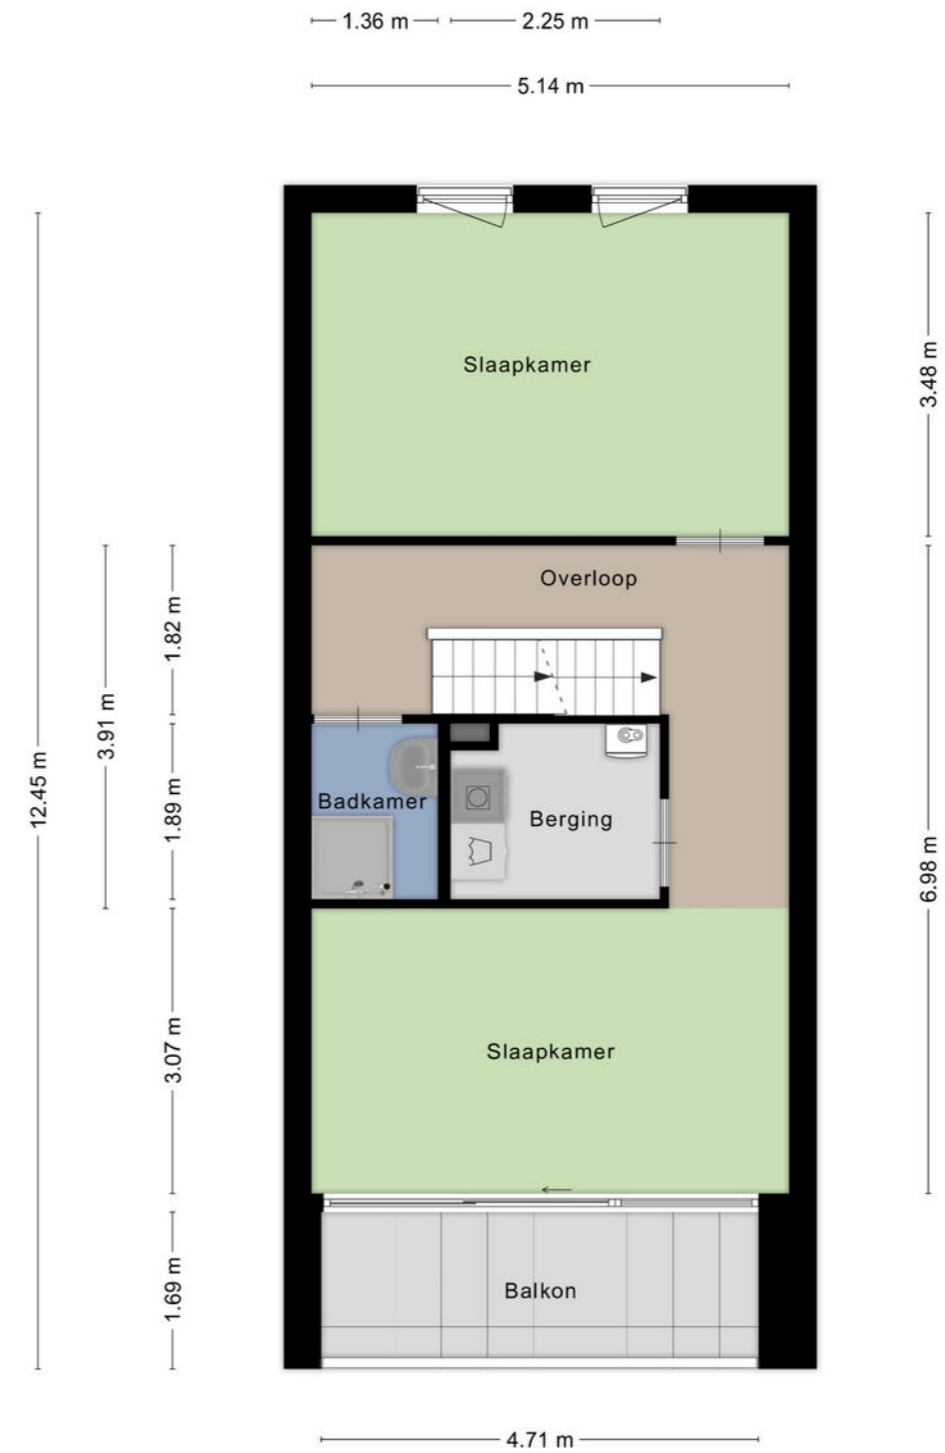 1.36 m
2.25 m
5.14 m
3.48 m
Slaapkamer
Overloop
1.82 m
3.91 m
12.45 m
1.89 m
Badkamer
Berging
6.98 m
3.07 m
Slaapkamer
1.69 m
Balkon
4.71 m